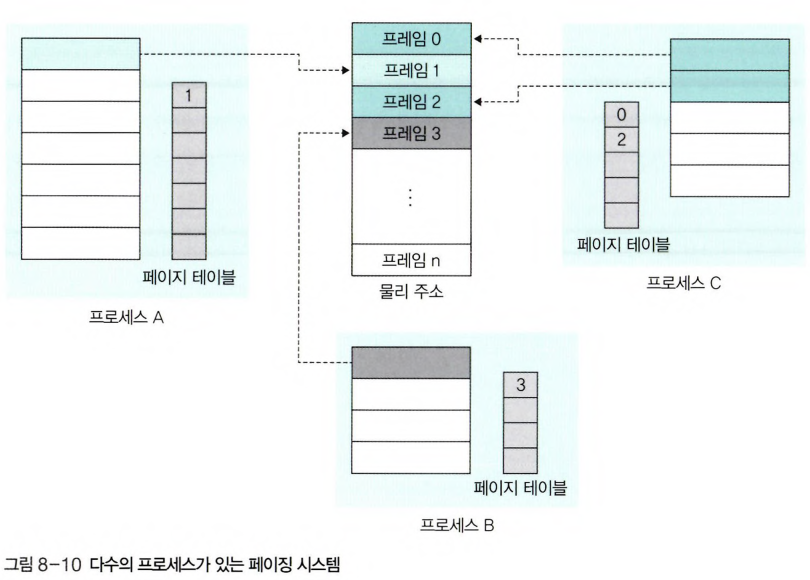 프레임 0
프레임 1
프레임 2
프레임 3
⋮
프레임 n
물리 주소
1
페이지 테이블
프로세스 A
0
2
페이지 테이블
프로세스 C
3
페이지 테이블
프로세스 B
그림 8-10 다수의 프로세스가 있는 페이징 시스템